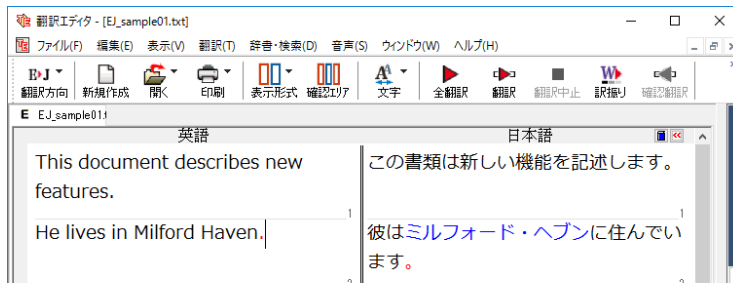 翻訳エディタ - [EJ_sample01.txt]
ファイル(F) 編集(E) 表示(V) 翻訳(T) 辞書・検索(D) 音声(S) ウィンドウ(W) ヘルプ(H)
E▸J
翻訳方向 新規作成 開く 印刷 表示形式 確認エリア 文字 全翻訳 翻訳 翻訳中止 訳振り 確認翻訳
E EJ_sample01.t
英語 日本語
This document describes new
features.
1
この書類は新しい機能を記述します。
1
He lives in Milford Haven.
彼はミルフォード・ヘブンに住んでい
ます。